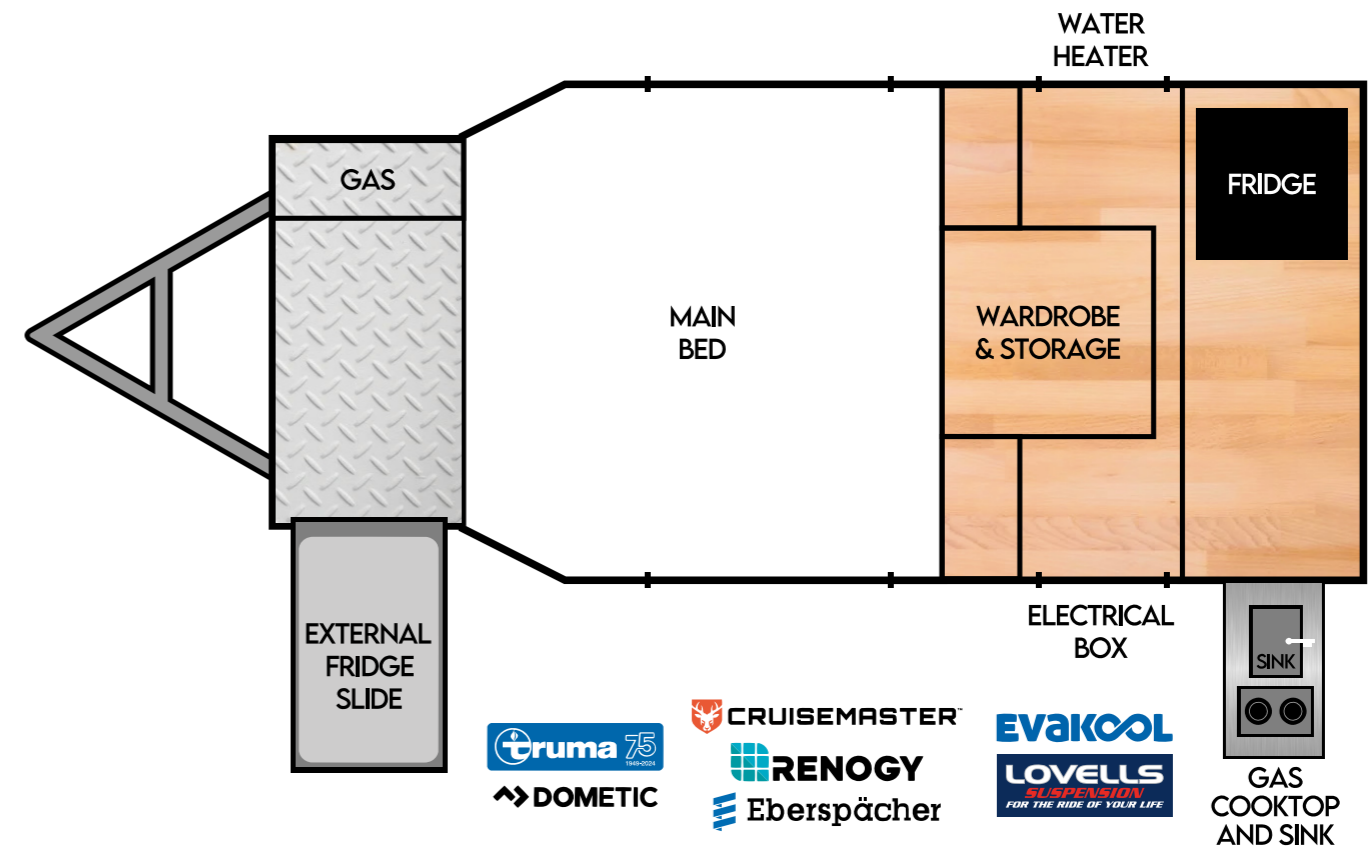 WATER
HEATER
GAS
FRIDGE
MAIN
BED
WARDROBE
& STORAGE
EXTERNAL
FRIDGE
SLIDE
ELECTRICAL
BOX
SINK
GAS
COOKTOP
AND SINK
truma 75
1949-2024
DOMETIC
CRUISEMASTER™
RENOGY
Eberspächer
EVAKOOL
LOVELLS
SUSPENSION
FOR THE RIDE OF YOUR LIFE